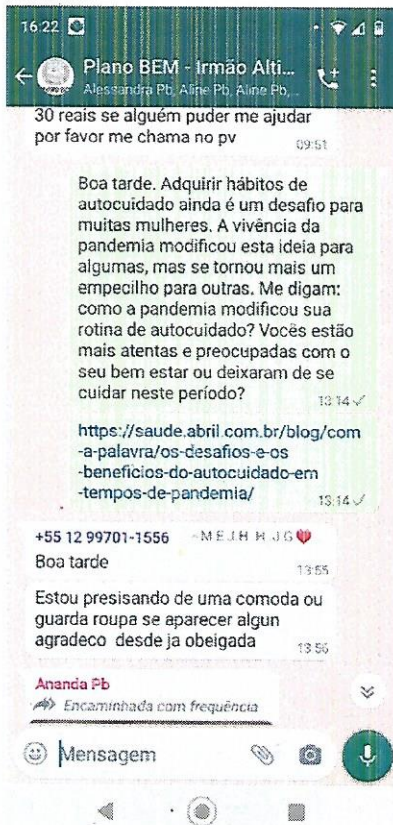 16:22
Plano BEM - Irmão Alti...
Alessandra Pb, Aline Pb, Aline Pb,...
30 reais se alguém puder me ajudar
por favor me chama no pv
09:51
Boa tarde. Adquirir hábitos de
autocuidado ainda é um desafio para
muitas mulheres. A vivência da
pandemia modificou esta ideia para
algumas, mas se tornou mais um
empecilho para outras. Me digam:
como a pandemia modificou sua
rotina de autocuidado? Vocês estão
mais atentas e preocupadas com o
seu bem estar ou deixaram de se
cuidar neste período?
13:14
https://saude.abril.com.br/blog/com
-a-palavra/os-desafios-e-os
-beneficios-do-autocuidado-em
-tempos-de-pandemia/
13:14
+55 12 99701-1556 ~M E J H H J G❤
Boa tarde
13:55
Estou presisando de uma comoda ou
guarda roupa se aparecer algun
agradeco desde ja obeigada
13:56
Ananda Pb
Encaminhada com frequência
Mensagem